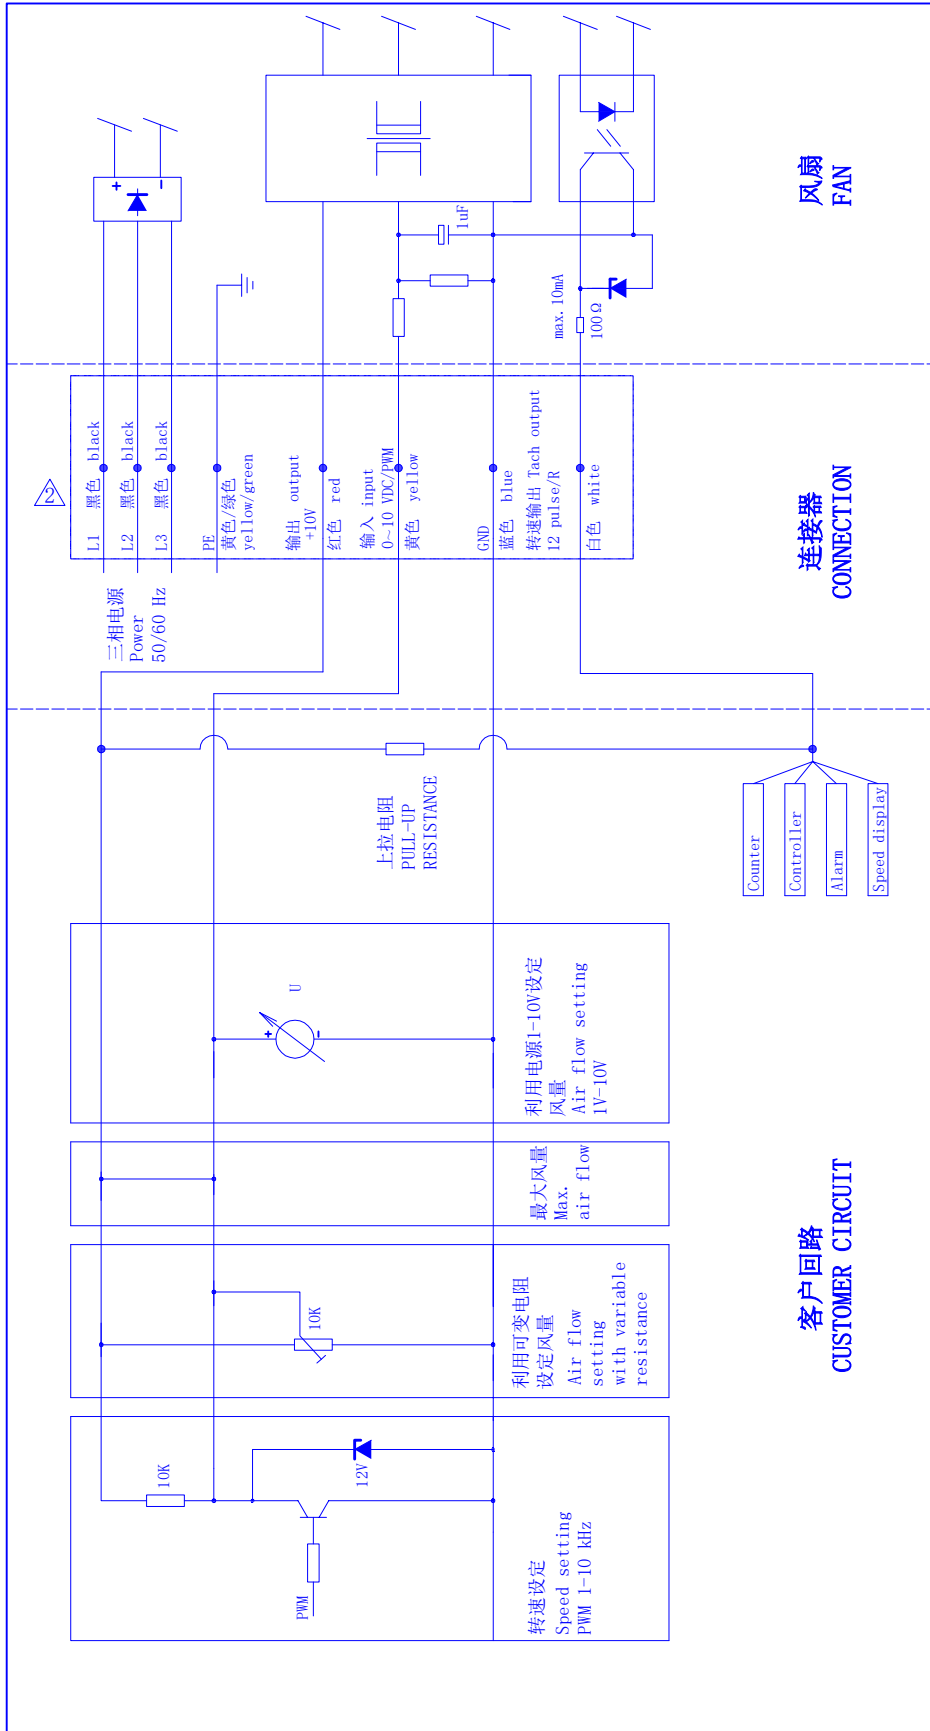 客户回路
CUSTOMER CIRCUIT
连接器
CONNECTION
风扇
FAN
转速设定
Speed setting
PWM 1-10 kHz
PWM
10K
12V
利用可变电阻
设定风量
Air flow
setting
with variable
resistance
10K
最大风量
Max.
air flow
利用电源1-10V设定
风量
Air flow setting
1V-10V
U
+
-
上拉电阻
PULL-UP
RESISTANCE
Counter
Controller
Alarm
Speed display
三相电源
Power
50/60 Hz
2
L1 黑色 black
L2 黑色 black
L3 黑色 black
PE
黄色/绿色
yellow/green
输出 output
+10V
红色 red
输入 input
0~10 VDC/PWM
黄色 yellow
GND
蓝色 blue
转速输出 Tach output
12 pulse/R
白色 white
+
-
1uF
max. 10mA
100Ω